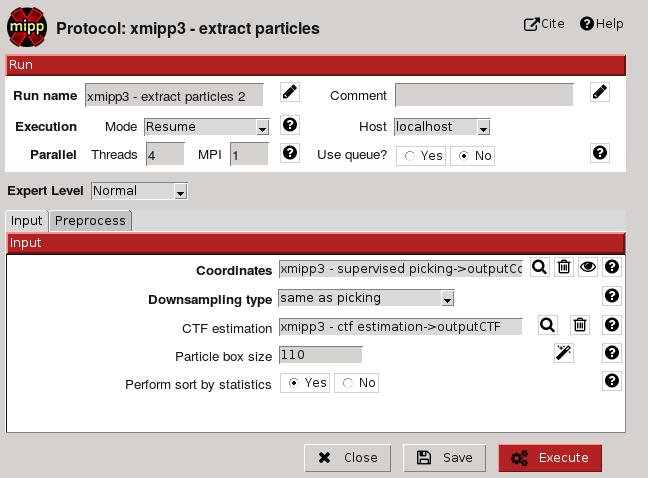 mipp Protocol: xmipp3 - extract particles Cite Help
Run
Run name xmipp3 - extract particles 2 Comment
Execution Mode Resume Host localhost
Parallel Threads 4 MPI 1 Use queue? Yes No
Expert Level Normal
Input Preprocess
Input
Coordinates xmipp3 - supervised picking->outputCo
Downsampling type same as picking
CTF estimation xmipp3 - ctf estimation->outputCTF
Particle box size 110
Perform sort by statistics Yes No
Close Save Execute